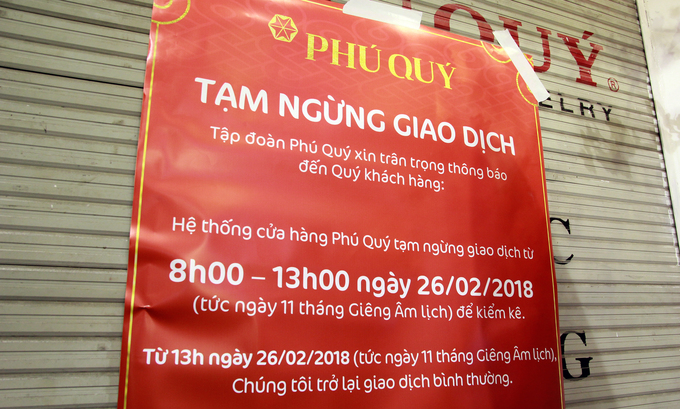 PHÚ QUÝ
TẠM NGỪNG GIAO DỊCH
Tập đoàn Phú Quý xin trân trọng thông báo
đến Quý khách hàng:
Hệ thống cửa hàng Phú Quý tạm ngừng giao dịch từ
8h00 – 13h00 ngày 26/02/2018
(tức ngày 11 tháng Giêng Âm lịch) để kiểm kê.
Từ 13h ngày 26/02/2018 (tức ngày 11 tháng Giêng Âm lịch),
Chúng tôi trở lại giao dịch bình thường.
QUÝ®
ELRY
C
G